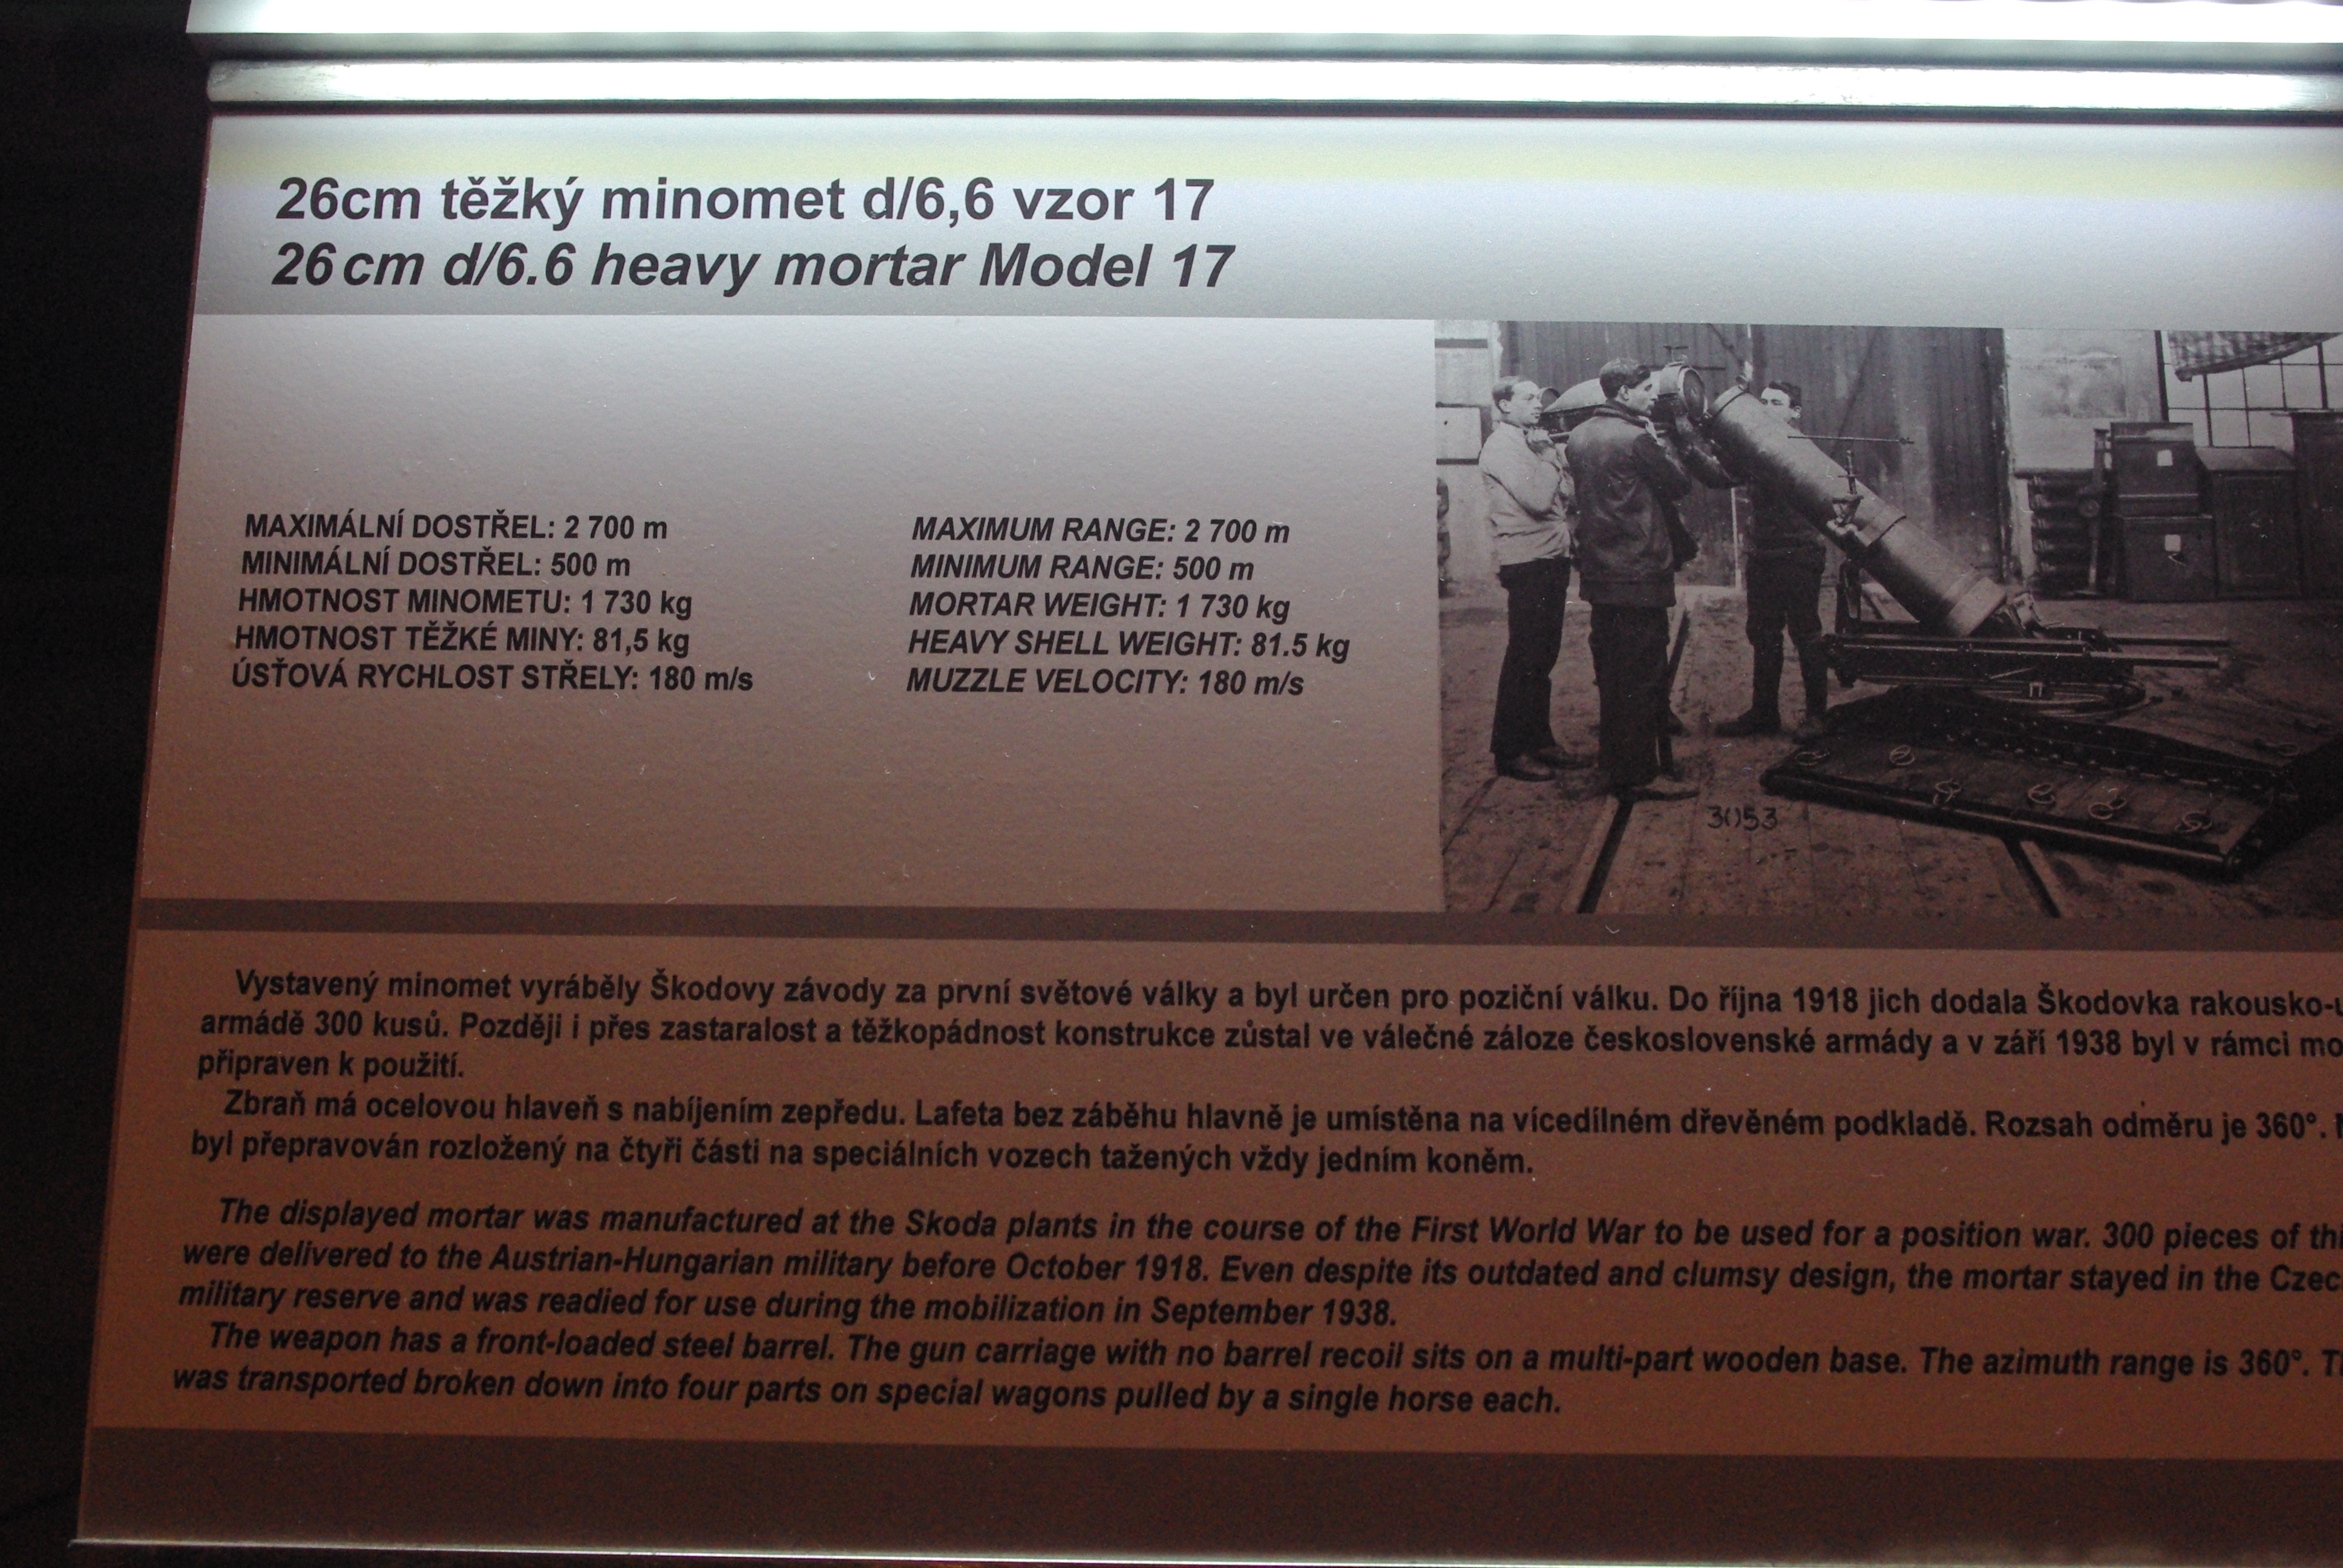 26cm těžký minomet d/6,6 vzor 17
26 cm d/6.6 heavy mortar Model 17
MAXIMÁLNÍ DOSTŘEL: 2 700 m
MINIMÁLNÍ DOSTŘEL: 500 m
HMOTNOST MINOMETU: 1 730 kg
HMOTNOST TĚŽKÉ MINY: 81,5 kg
ÚSŤOVÁ RYCHLOST STŘELY: 180 m/s
MAXIMUM RANGE: 2 700 m
MINIMUM RANGE: 500 m
MORTAR WEIGHT: 1 730 kg
HEAVY SHELL WEIGHT: 81.5 kg
MUZZLE VELOCITY: 180 m/s
3053
Vystavený minomet vyráběly Škodovy závody za první světové války a byl určen pro poziční válku. Do října 1918 jich dodala Škodovka rakousko-
armádě 300 kusů. Později i přes zastaralost a těžkopádnost konstrukce zůstal ve válečné záloze československé armády a v září 1938 byl v rámci mo
připraven k použití.
Zbraň má ocelovou hlaveň s nabíjením zepředu. Lafeta bez záběhu hlavně je umístěna na vícedílném dřevěném podkladě. Rozsah odměru je 360°.
byl přepravován rozložený na čtyři části na speciálních vozech tažených vždy jedním koněm.
The displayed mortar was manufactured at the Skoda plants in the course of the First World War to be used for a position war. 300 pieces of thi
were delivered to the Austrian-Hungarian military before October 1918. Even despite its outdated and clumsy design, the mortar stayed in the Czec
military reserve and was readied for use during the mobilization in September 1938.
The weapon has a front-loaded steel barrel. The gun carriage with no barrel recoil sits on a multi-part wooden base. The azimuth range is 360°. T
was transported broken down into four parts on special wagons pulled by a single horse each.